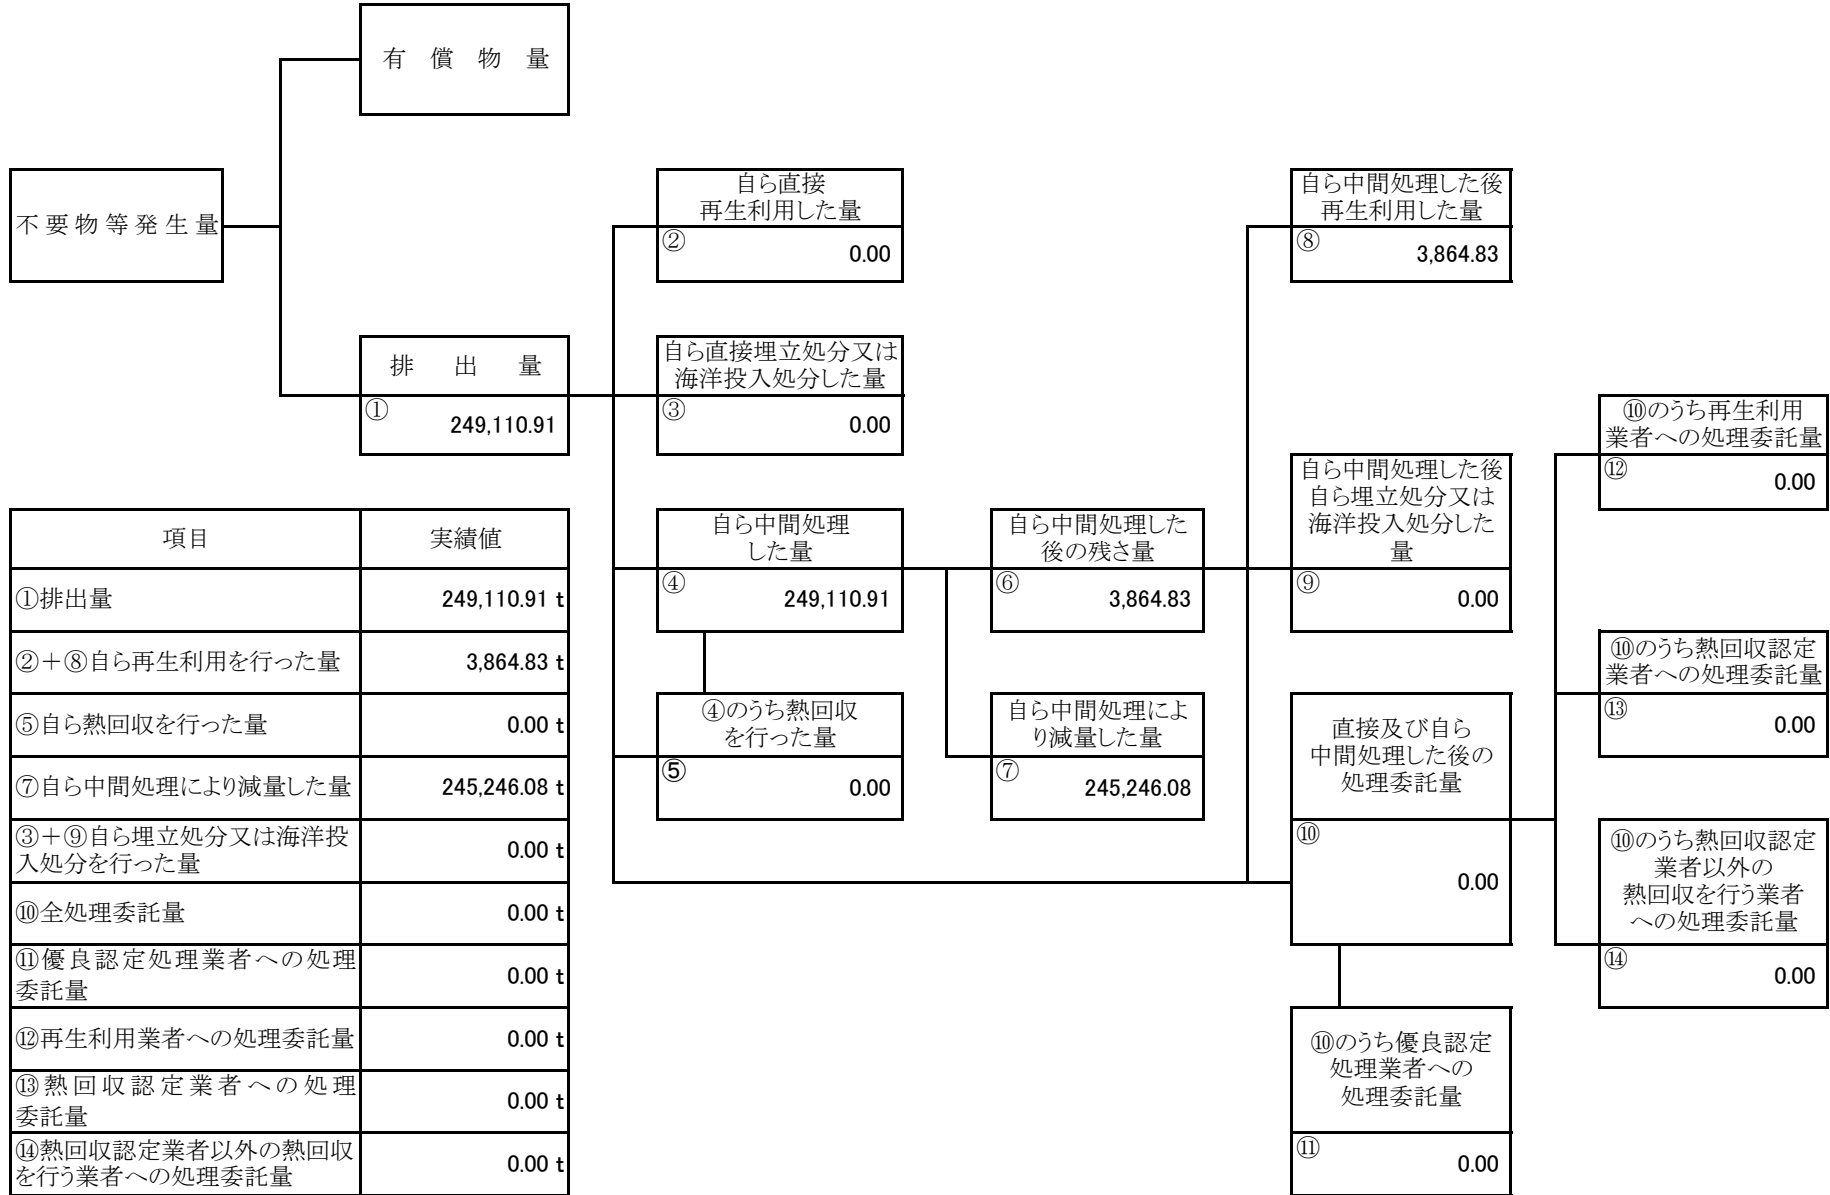 有償物量
不要物等発生量
排出量
①
249,110.91
自ら直接
再生利用した量
②
0.00
自ら直接埋立処分又は
海洋投入処分した量
③
0.00
自ら中間処理
した量
④
249,110.91
④のうち熱回収
を行った量
⑤
0.00
自ら中間処理した
後の残さ量
⑥
3,864.83
自ら中間処理によ
り減量した量
⑦
245,246.08
自ら中間処理した後
再生利用した量
⑧
3,864.83
自ら中間処理した後
自ら埋立処分又は
海洋投入処分した
量
⑨
0.00
直接及び自ら
中間処理した後の
処理委託量
⑩
0.00
⑩のうち優良認定
処理業者への
処理委託量
⑪
0.00
⑩のうち再生利用
業者への処理委託量
⑫
0.00
⑩のうち熱回収認定
業者への処理委託量
⑬
0.00
⑩のうち熱回収認定
業者以外の
熱回収を行う業者
への処理委託量
⑭
0.00
項目 実績値
①排出量 249,110.91 t
②+⑧自ら再生利用を行った量 3,864.83 t
⑤自ら熱回収を行った量 0.00 t
⑦自ら中間処理により減量した量 245,246.08 t
③+⑨自ら埋立処分又は海洋投
入処分を行った量
0.00 t
⑩全処理委託量 0.00 t
⑪優良認定処理業者への処理
委託量
0.00 t
⑫再生利用業者への処理委託量 0.00 t
⑬熱回収認定業者への処理
委託量
0.00 t
⑭熱回収認定業者以外の熱回収
を行う業者への処理委託量
0.00 t